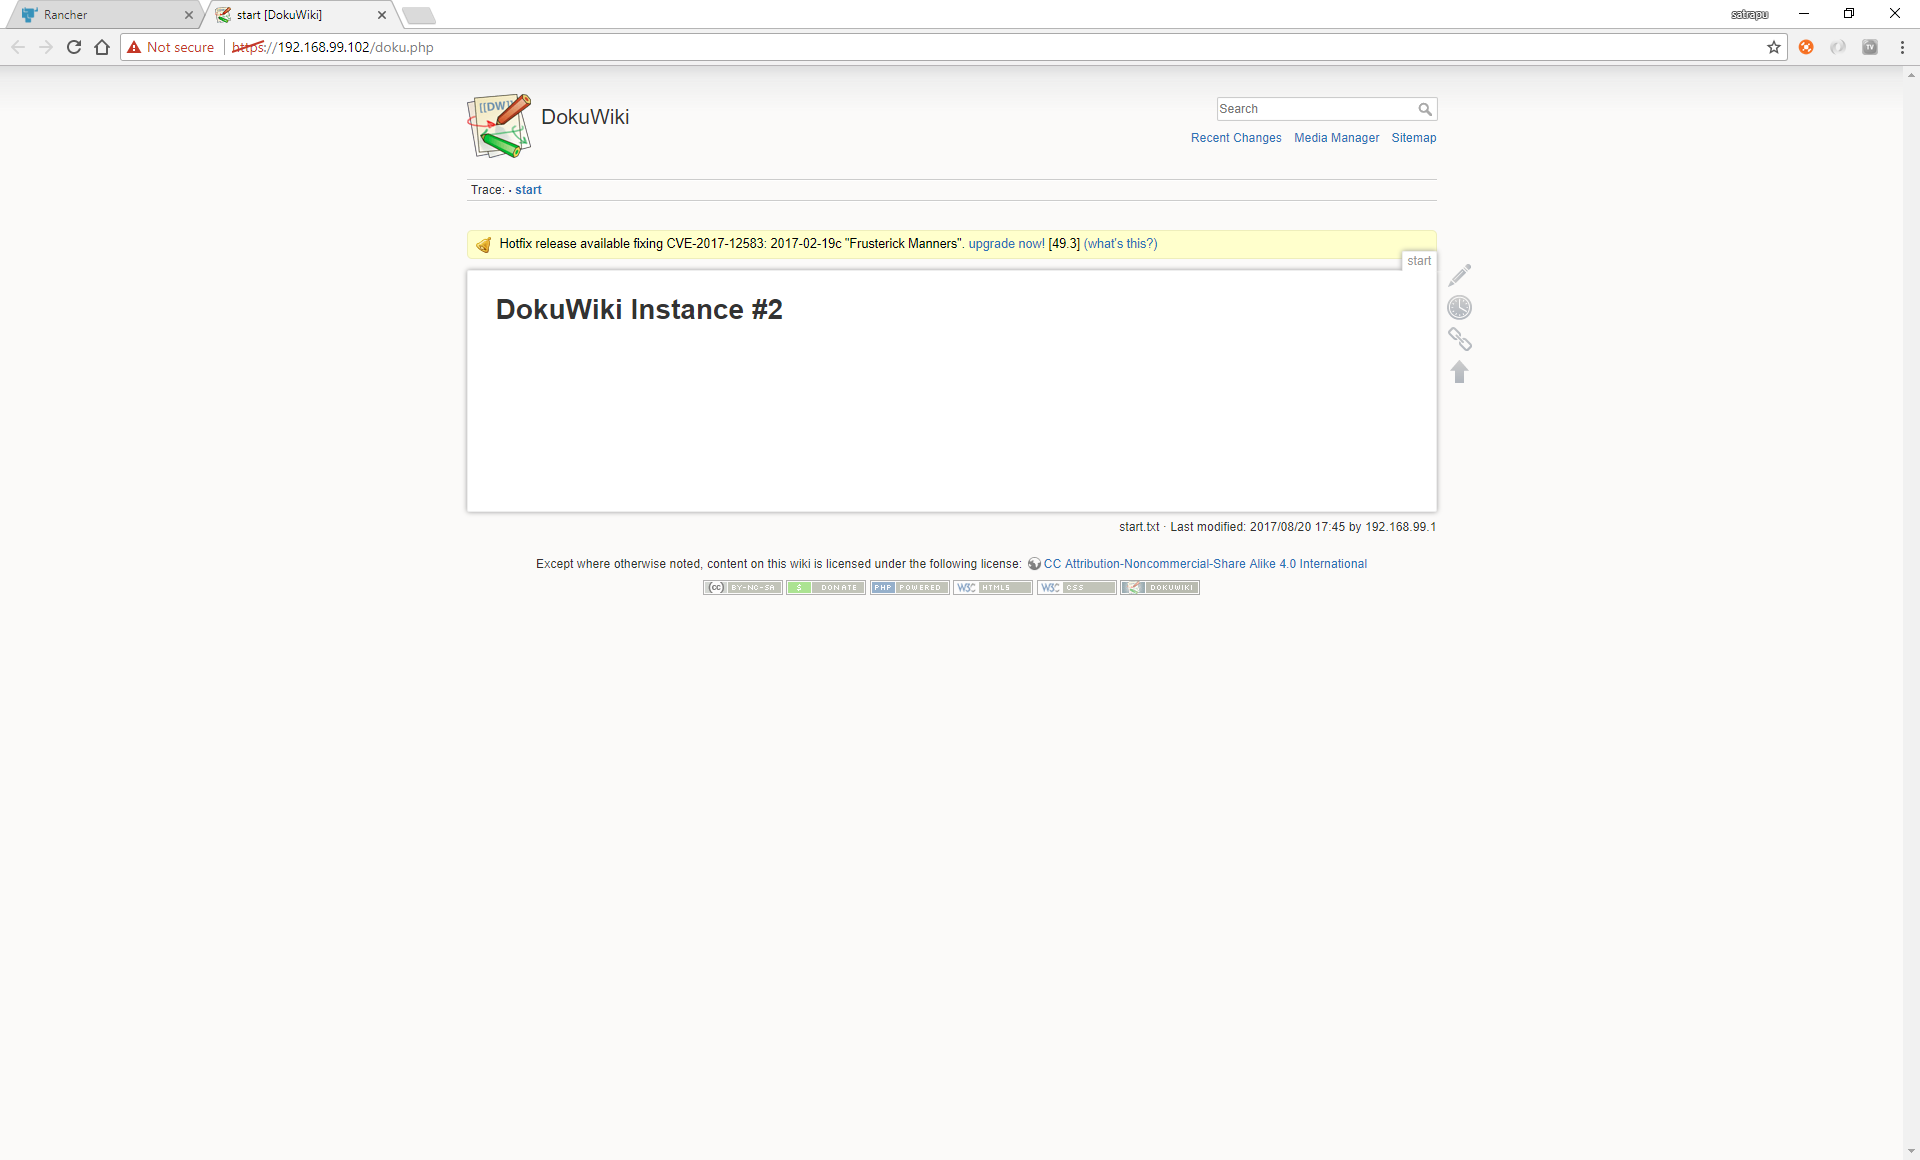 Rancher
start [DokuWiki]
satrapu
Not secure
https://192.168.99.102/doku.php
[[DW]]
DokuWiki
Search
Recent Changes Media Manager Sitemap
Trace: • start
Hotfix release available fixing CVE-2017-12583: 2017-02-19c "Frusterick Manners". upgrade now! [49.3] (what's this?)
start
DokuWiki Instance #2
start.txt · Last modified: 2017/08/20 17:45 by 192.168.99.1
Except where otherwise noted, content on this wiki is licensed under the following license: CC Attribution-Noncommercial-Share Alike 4.0 International
(cc) BY-NC-SA $ DONATE PHP POWERED W3C HTML5 W3C CSS DOKUWIKI